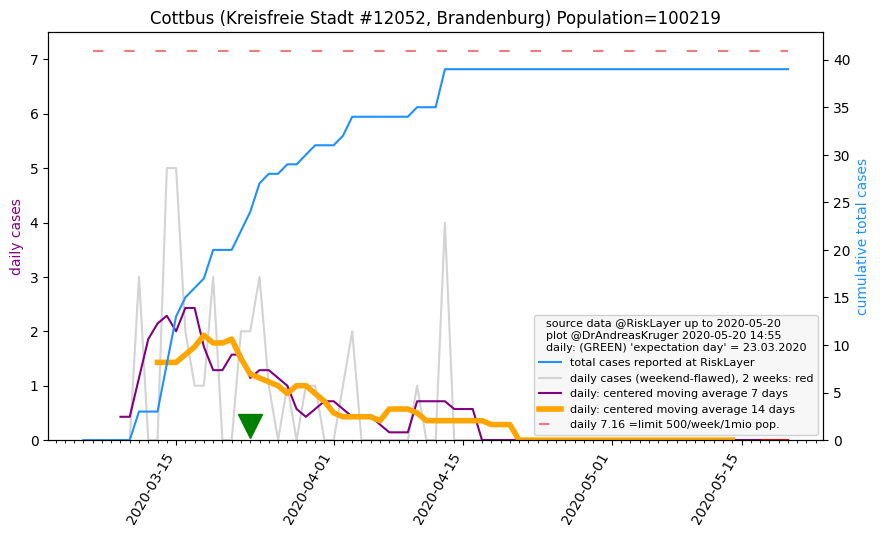 Cottbus (Kreisfreie Stadt #12052, Brandenburg) Population=100219
daily cases
7
6
5
4
3
2
1
0
40
35
30
25
20
15
10
5
0
cumulative total cases
source data @RiskLayer up to 2020-05-20
plot @DrAndreasKruger 2020-05-20 14:55
daily: (GREEN) 'expectation day' = 23.03.2020
total cases reported at RiskLayer
daily cases (weekend-flawed), 2 weeks: red
daily: centered moving average 7 days
daily: centered moving average 14 days
daily 7.16 =limit 500/week/1mio pop.
2020-03-15
2020-04-01
2020-04-15
2020-05-01
2020-05-15